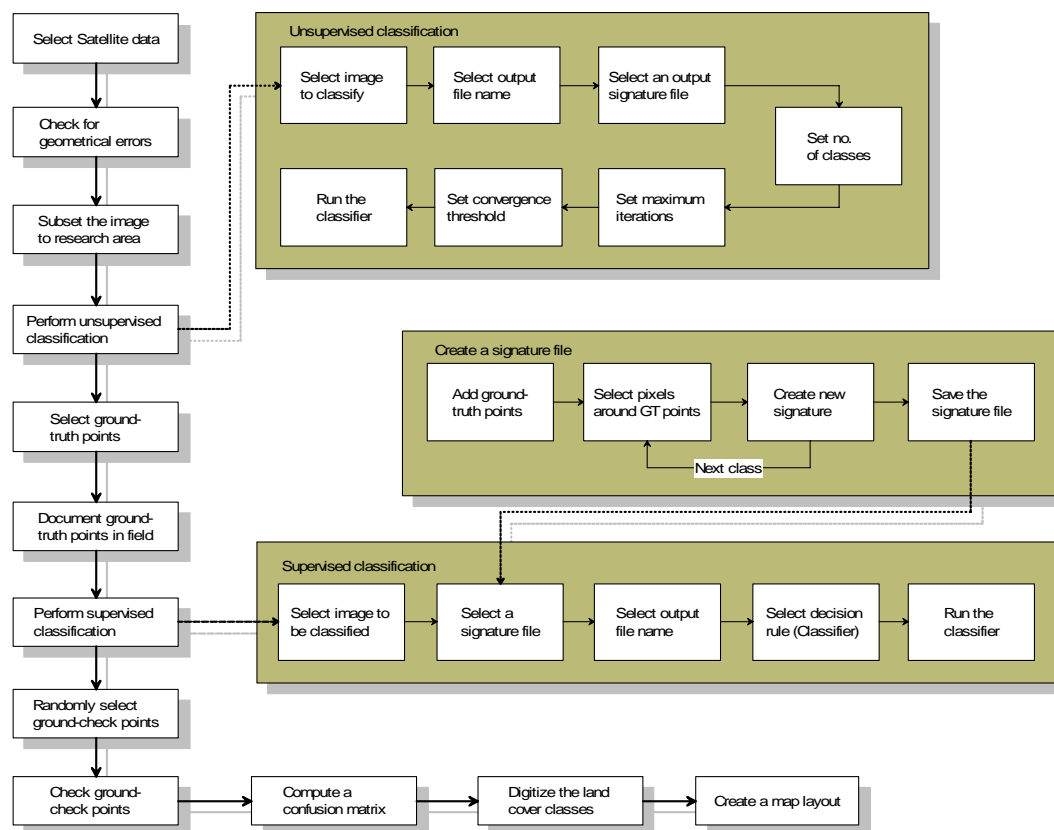 Select Satellite data
Check for
geometrical errors
Subset the image
to research area
Perform unsupervised
classification
Select ground-
truth points
Document ground-
truth points in field
Perform supervised
classification
Randomly select
ground-check points
Check ground-
check points
Compute a
confusion matrix
Digitize the land
cover classes
Create a map layout
Unsupervised classification
Select image
to classify
Select output
file name
Select an output
signature file
Set no.
of classes
Set maximum
iterations
Set convergence
threshold
Run the
classifier
Create a signature file
Add ground-
truth points
Select pixels
around GT points
Create new
signature
Save the
signature file
Next class
Supervised classification
Select image to
be classified
Select a
signature file
Select output
file name
Select decision
rule (Classifier)
Run the
classifier